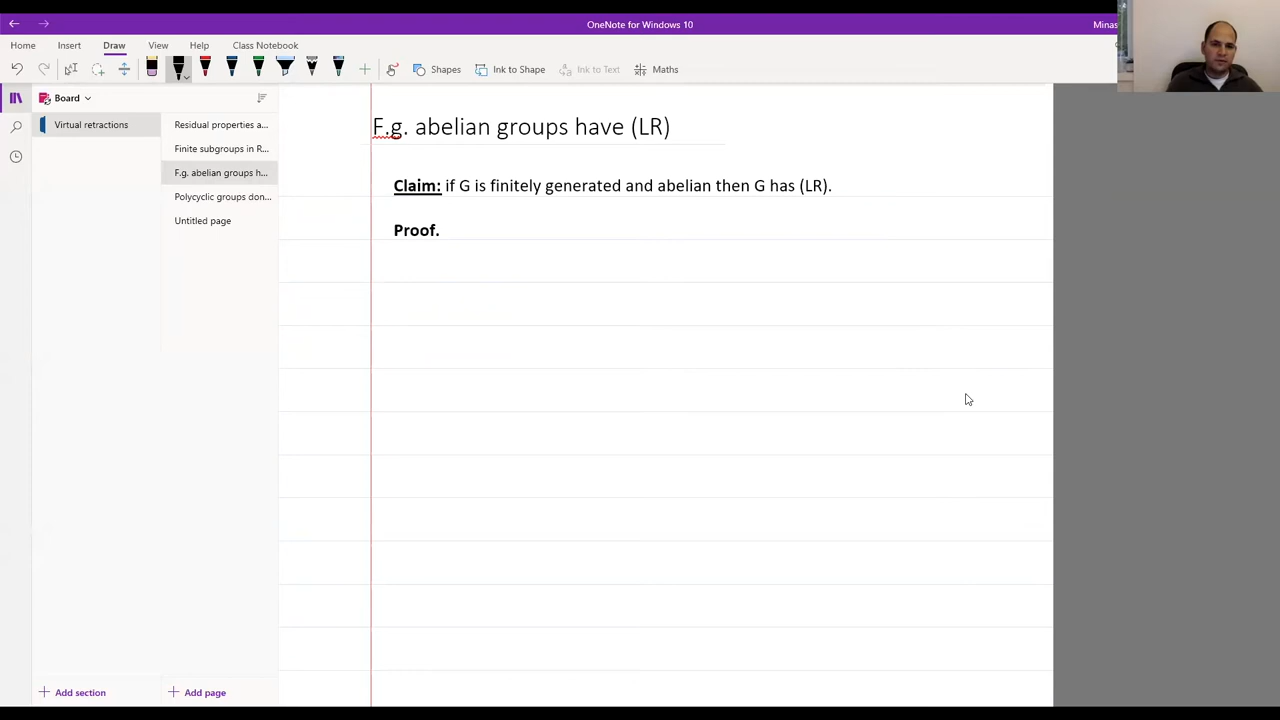 OneNote for Windows 10
Minas
Home Insert Draw View Help Class Notebook
Shapes Ink to Shape Ink to Text Maths
Board
Virtual retractions
Residual properties a...
Finite subgroups in R...
F.g. abelian groups h...
Polycyclic groups don...
Untitled page
F.g. abelian groups have (LR)
Claim: if G is finitely generated and abelian then G has (LR).
Proof.
Add section
Add page